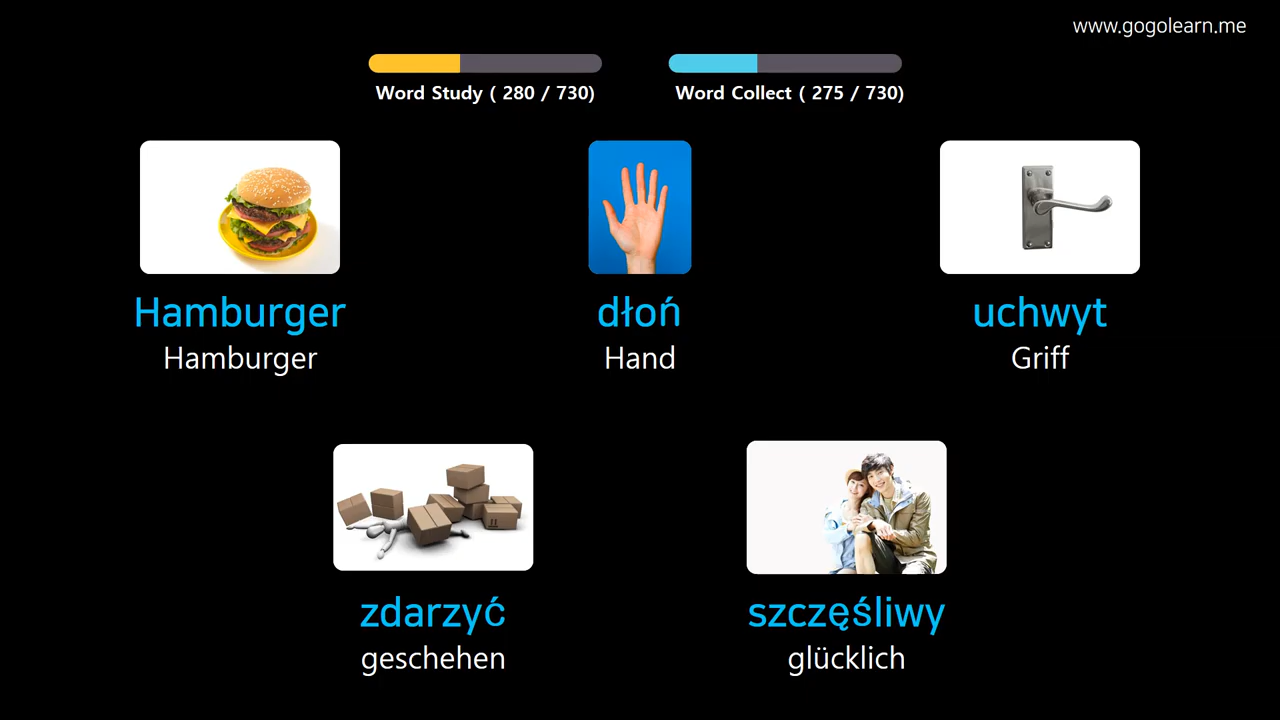 www.gogolearn.me
Word Study ( 280 / 730)
Word Collect ( 275 / 730)
Hamburger
Hamburger
dłoń
Hand
uchwyt
Griff
zdarzyć
geschehen
szczęśliwy
glücklich